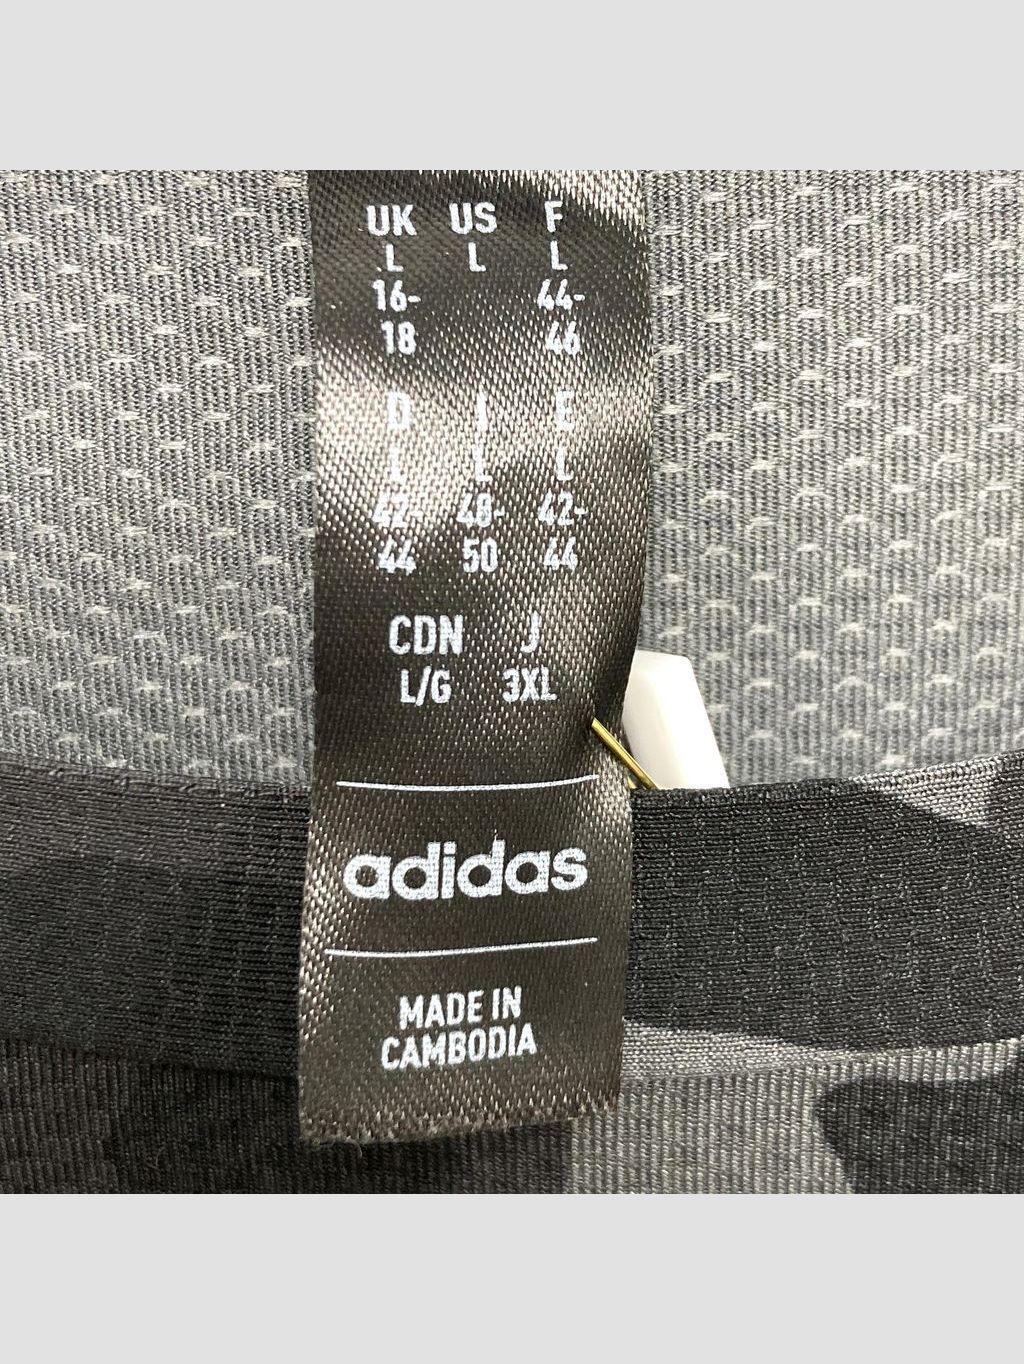 UK US F
L L L
16- 44-
18 46
D I E
L L L
42- 48- 42-
44 50 44
CDN J
L/G 3XL
adidas
MADE IN
CAMBODIA